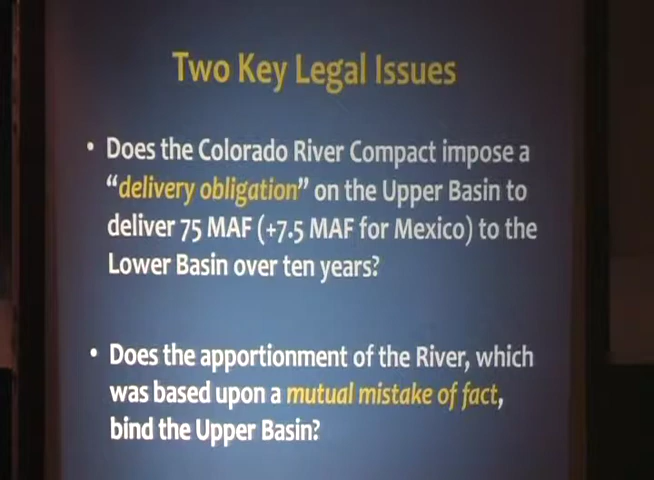 Two Key Legal Issues
• Does the Colorado River Compact impose a
“delivery obligation” on the Upper Basin to
deliver 75 MAF (+7.5 MAF for Mexico) to the
Lower Basin over ten years?
• Does the apportionment of the River, which
was based upon a mutual mistake of fact,
bind the Upper Basin?